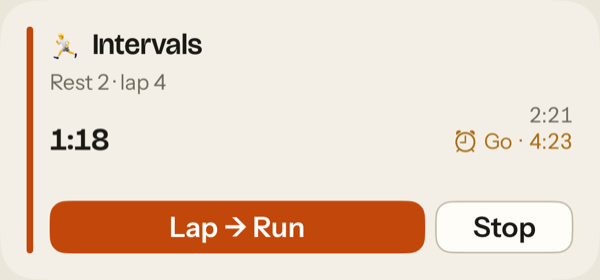 Intervals
Rest 2 · lap 4
2:21
1:18
Go · 4:23
Lap → Run
Stop